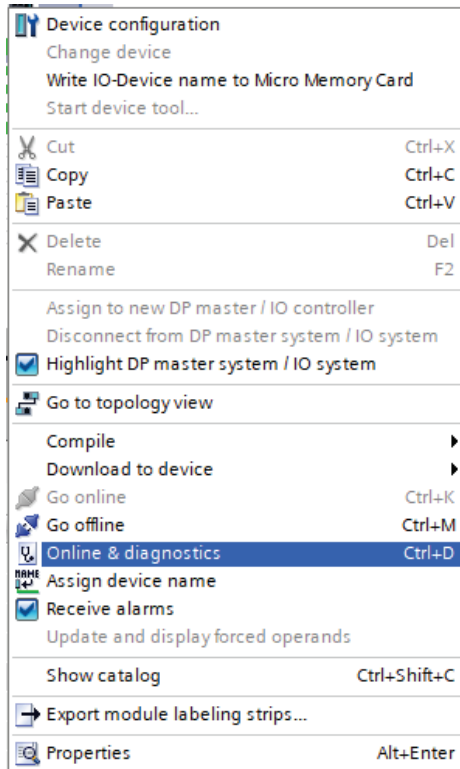 Device configuration
Change device
Write IO-Device name to Micro Memory Card
Start device tool...
Cut Ctrl+X
Copy Ctrl+C
Paste Ctrl+V
Delete Del
Rename F2
Assign to new DP master / IO controller
Disconnect from DP master system / IO system
Highlight DP master system / IO system
Go to topology view
Compile
Download to device
Go online Ctrl+K
Go offline Ctrl+M
Online & diagnostics Ctrl+D
NAME Assign device name
Receive alarms
Update and display forced operands
Show catalog Ctrl+Shift+C
Export module labeling strips...
Properties Alt+Enter